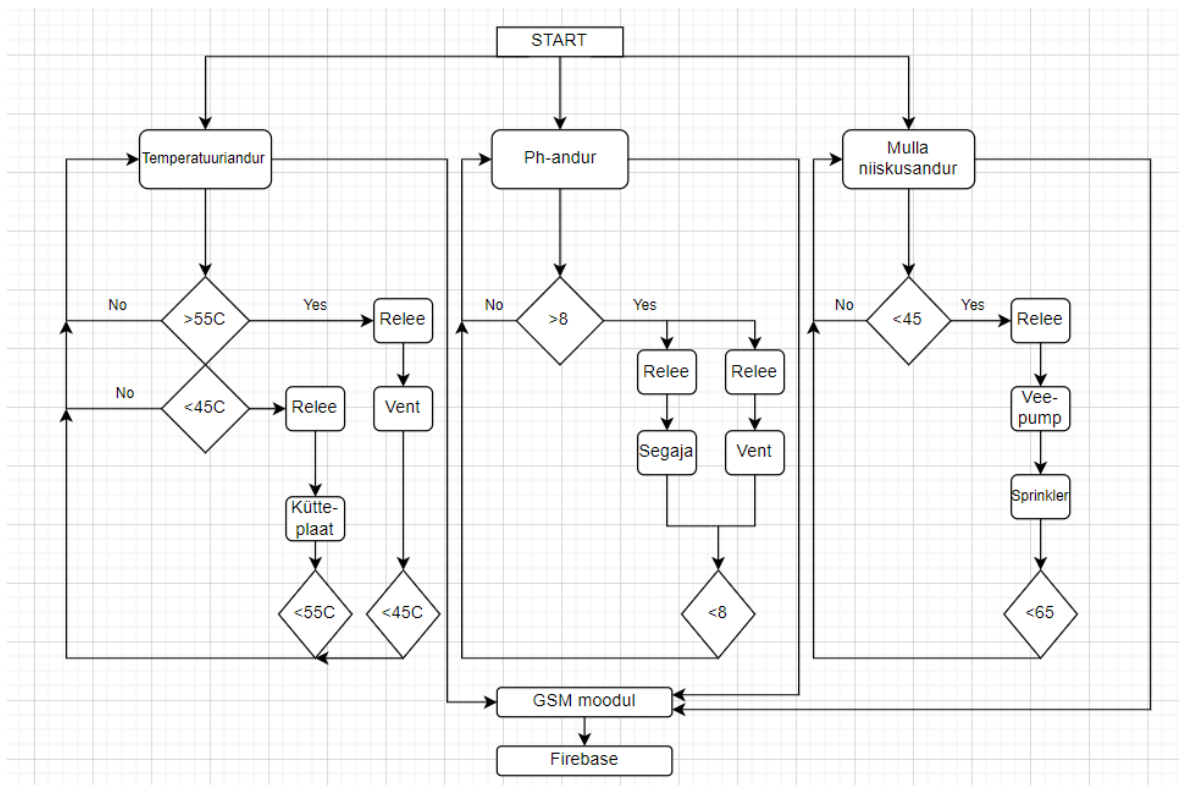 START
Temperatuuriandur
Ph-andur
Mulla
niiskusandur
No
>55C
Yes
Relee
No
>8
Yes
No
<45
Yes
Relee
Relee
Relee
No
<45C
Relee
Vent
Vee-
pump
Segaja
Vent
Kütte-
plaat
Sprinkler
<55C
<45C
<8
<65
GSM moodul
Firebase